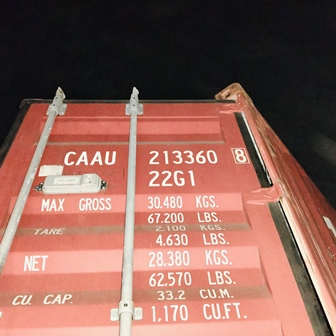 CAAU 213360 8
22G1
MAX GROSS 30,480 KGS.
67,200 LBS.
TARE 2,100 KGS.
4,630 LBS.
NET 28,380 KGS.
62,570 LBS.
CU. CAP. 33.2 CU.M.
1,170 CU.FT.